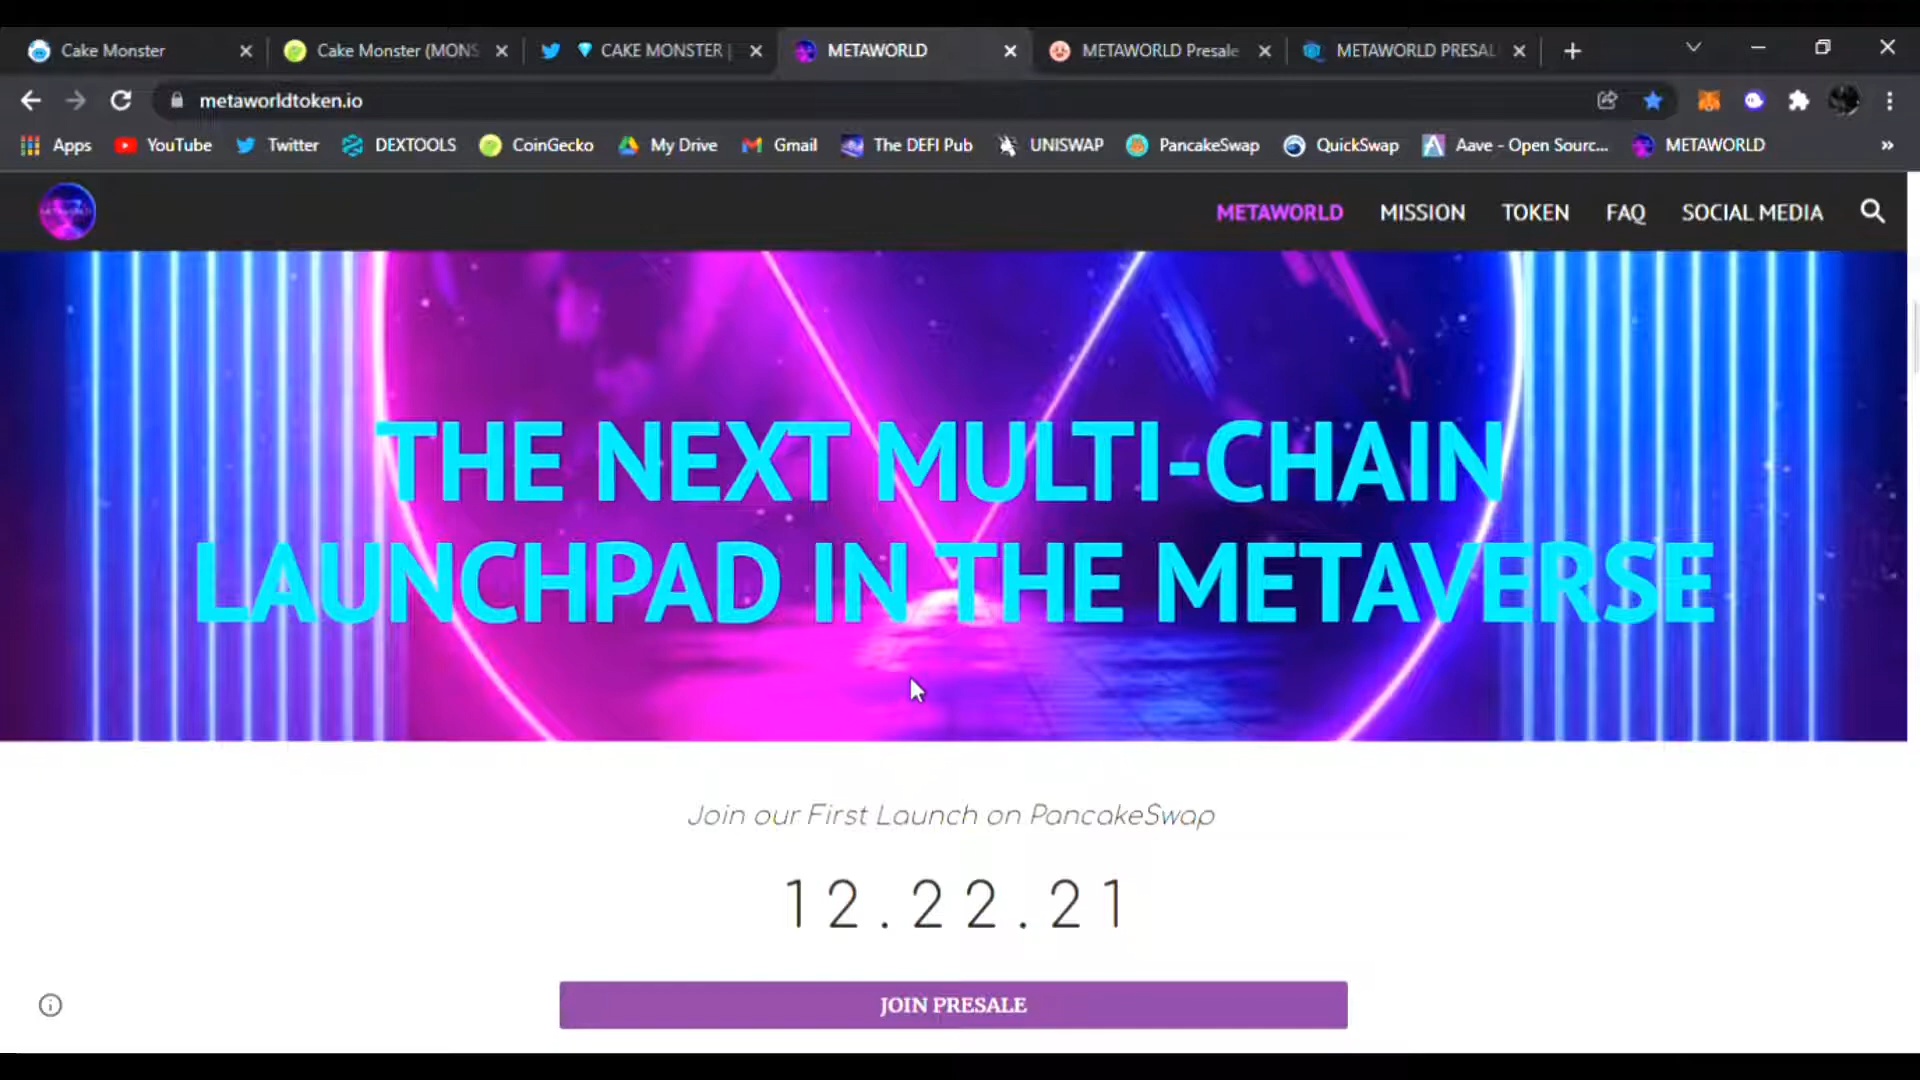 Cake Monster
Cake Monster (MONS
CAKE MONSTER |
METAWORLD
METAWORLD Presale
METAWORLD PRESAL
metaworldtoken.io
Apps
YouTube
Twitter
DEXTOOLS
CoinGecko
My Drive
Gmail
The DEFI Pub
UNISWAP
PancakeSwap
QuickSwap
Aave - Open Sourc...
METAWORLD
»
METAWORLD
MISSION
TOKEN
FAQ
SOCIAL MEDIA
THE NEXT MULTI-CHAIN
LAUNCHPAD IN THE METAVERSE
Join our First Launch on PancakeSwap
12.22.21
JOIN PRESALE